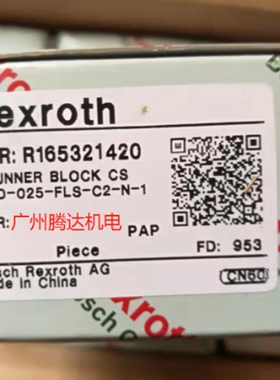 exroth
R: R165321420
UNNER BLOCK CS
D-025-FLS-C2-N-1
R: 广州腾达机电
PAP
Piece
FD: 953
sch Rexroth AG
de in China
CN60